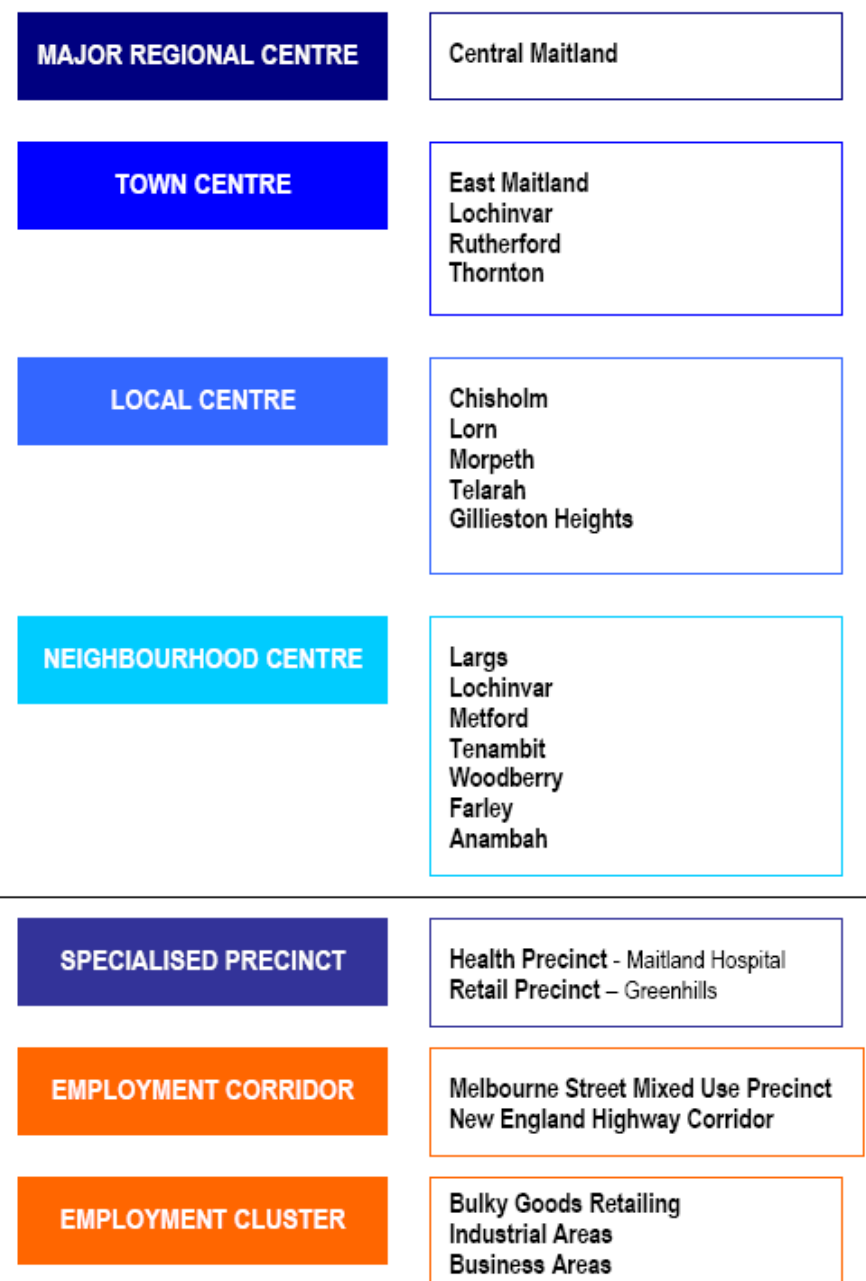 MAJOR REGIONAL CENTRE
Central Maitland
TOWN CENTRE
East Maitland
Lochinvar
Rutherford
Thornton
LOCAL CENTRE
Chisholm
Lorn
Morpeth
Telarah
Gillieston Heights
NEIGHBOURHOOD CENTRE
Largs
Lochinvar
Metford
Tenambit
Woodberry
Farley
Anambah
SPECIALISED PRECINCT
Health Precinct - Maitland Hospital
Retail Precinct – Greenhills
EMPLOYMENT CORRIDOR
Melbourne Street Mixed Use Precinct
New England Highway Corridor
EMPLOYMENT CLUSTER
Bulky Goods Retailing
Industrial Areas
Business Areas